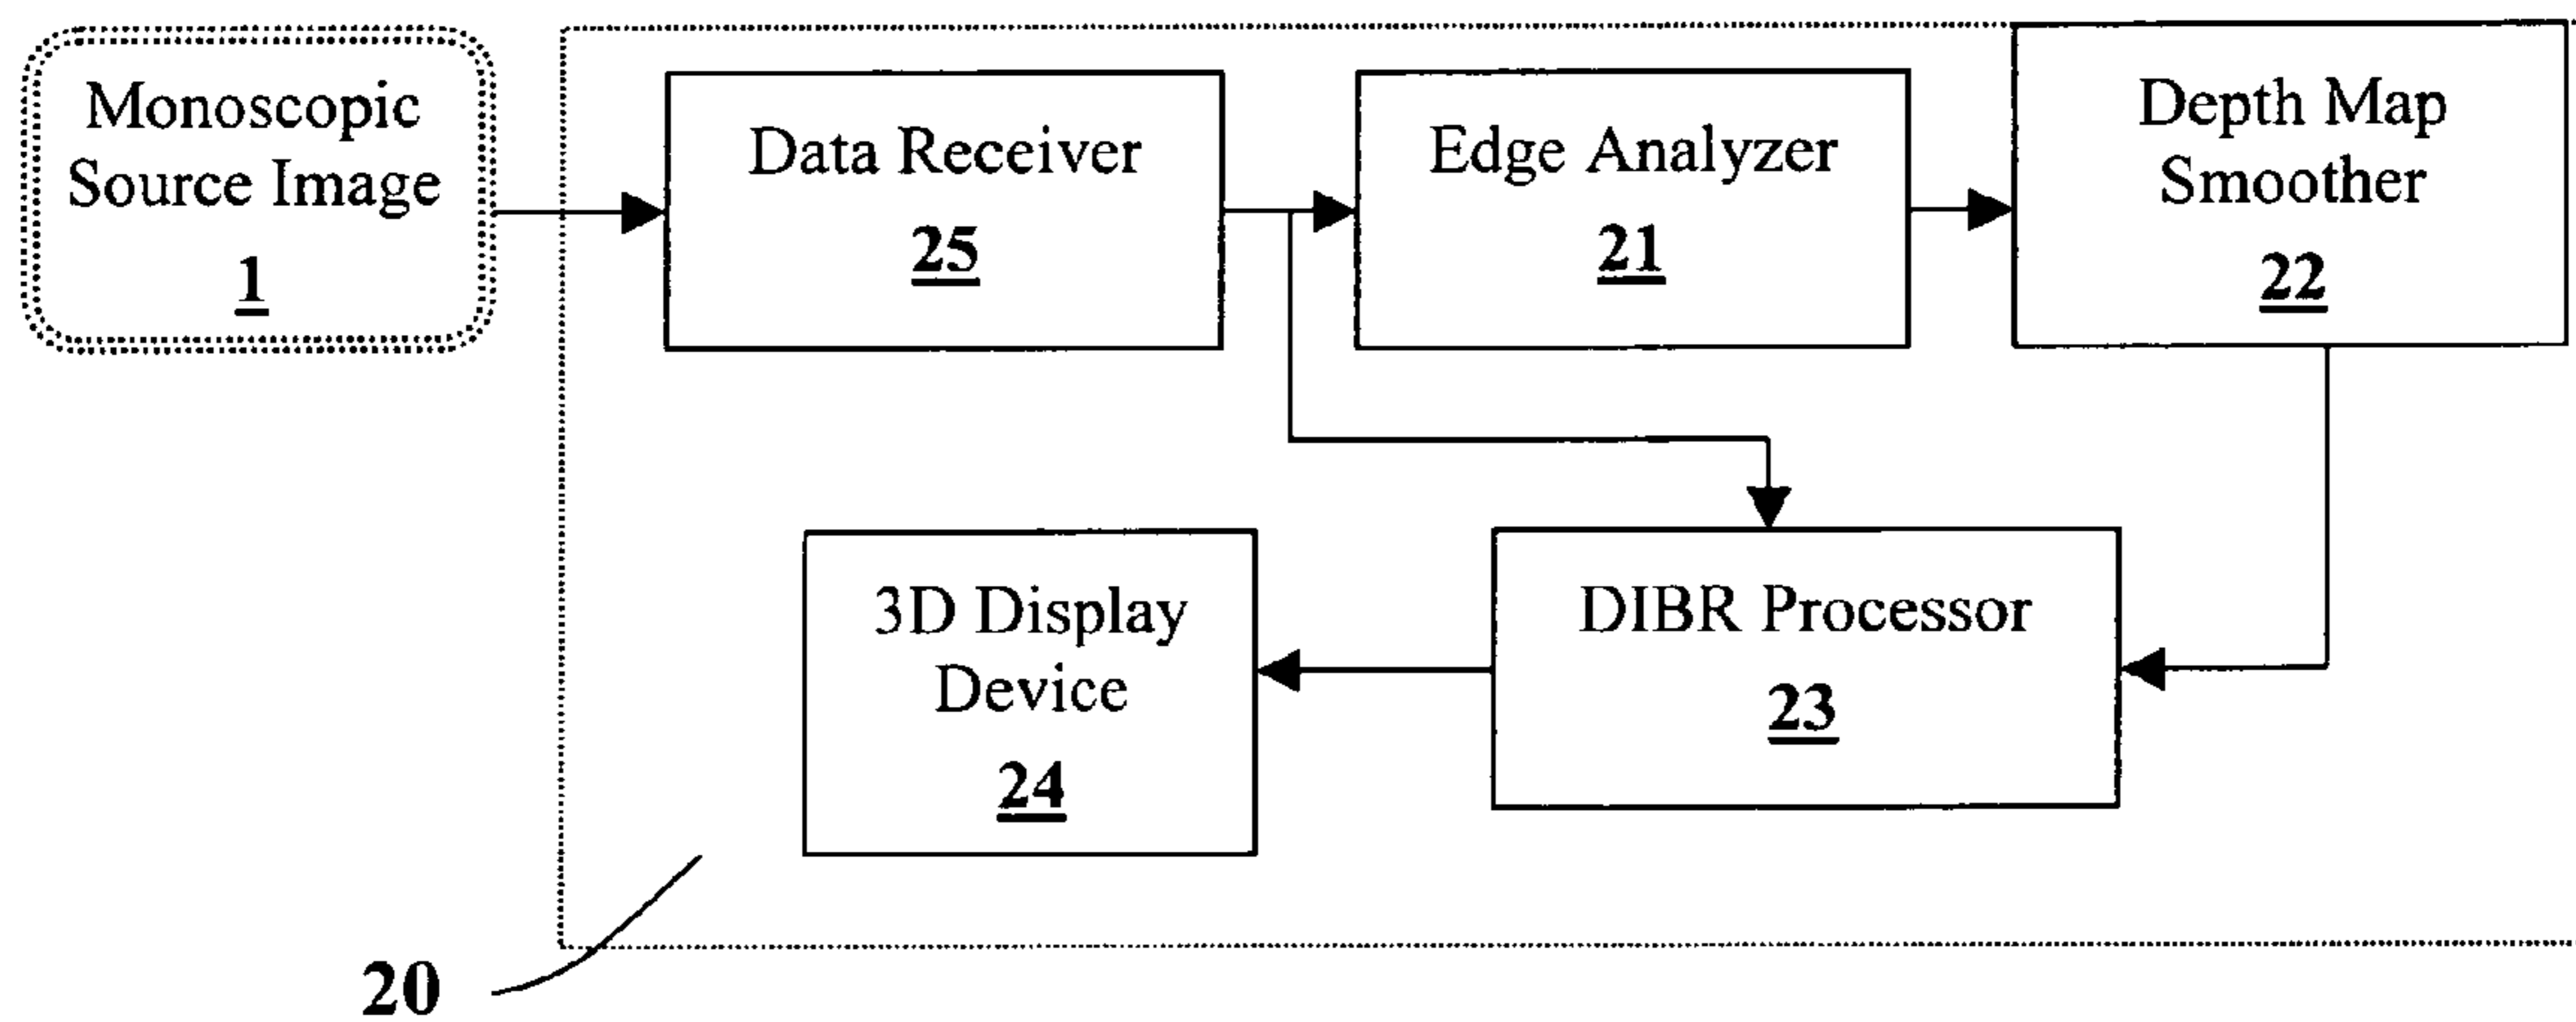 Monoscopic
Source Image
1
Data Receiver
25
Edge Analyzer
21
Depth Map
Smoother
22
3D Display
Device
24
DIBR Processor
23
20